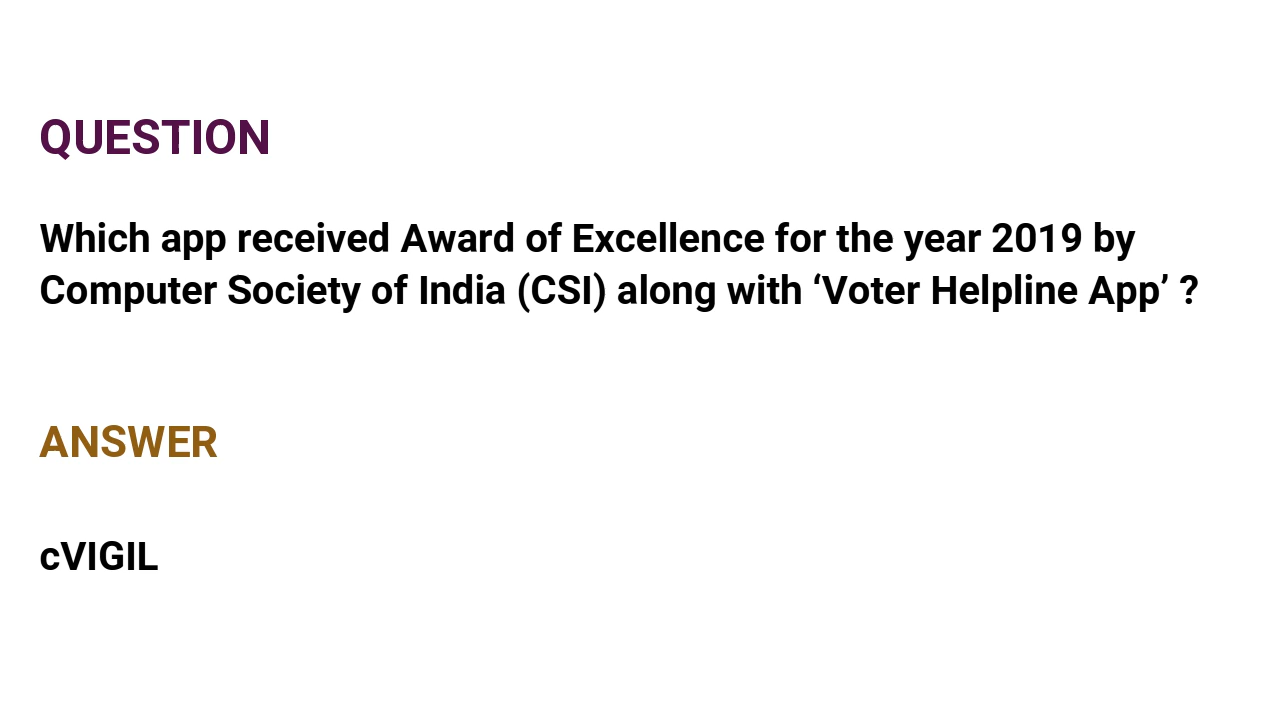 QUESTION
Which app received Award of Excellence for the year 2019 by
Computer Society of India (CSI) along with ‘Voter Helpline App’ ?
ANSWER
cVIGIL